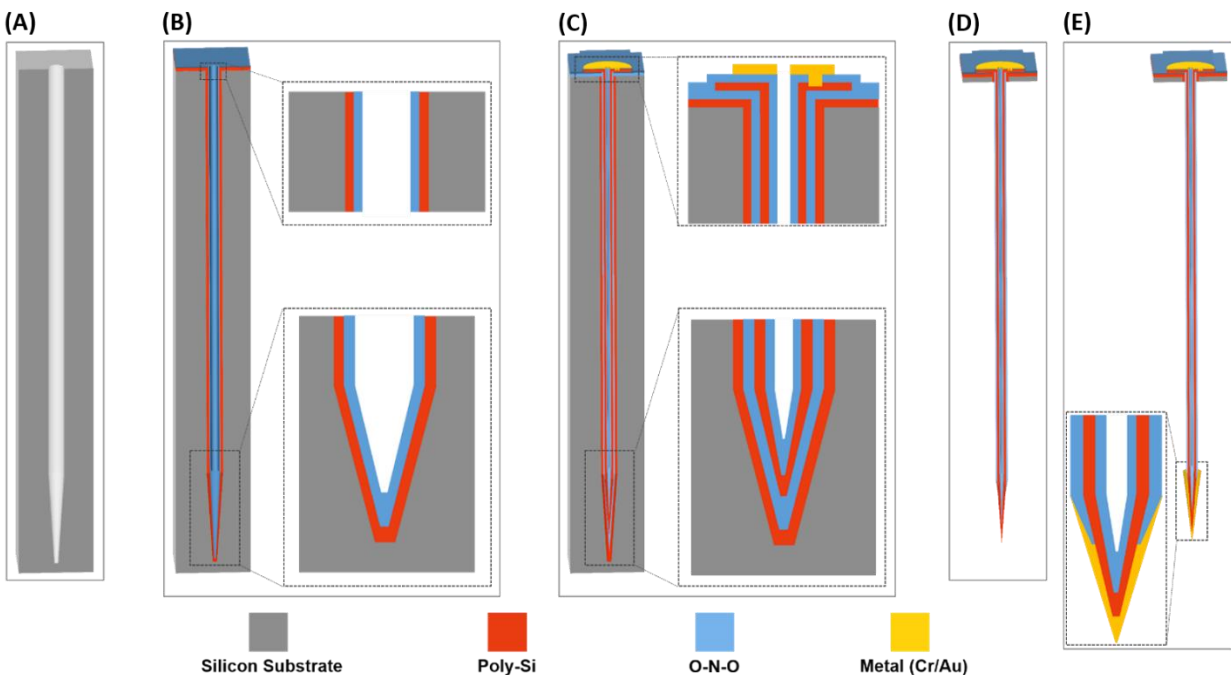 (A)
(B)
(C)
(D)
(E)
Silicon Substrate
Poly-Si
O-N-O
Metal (Cr/Au)